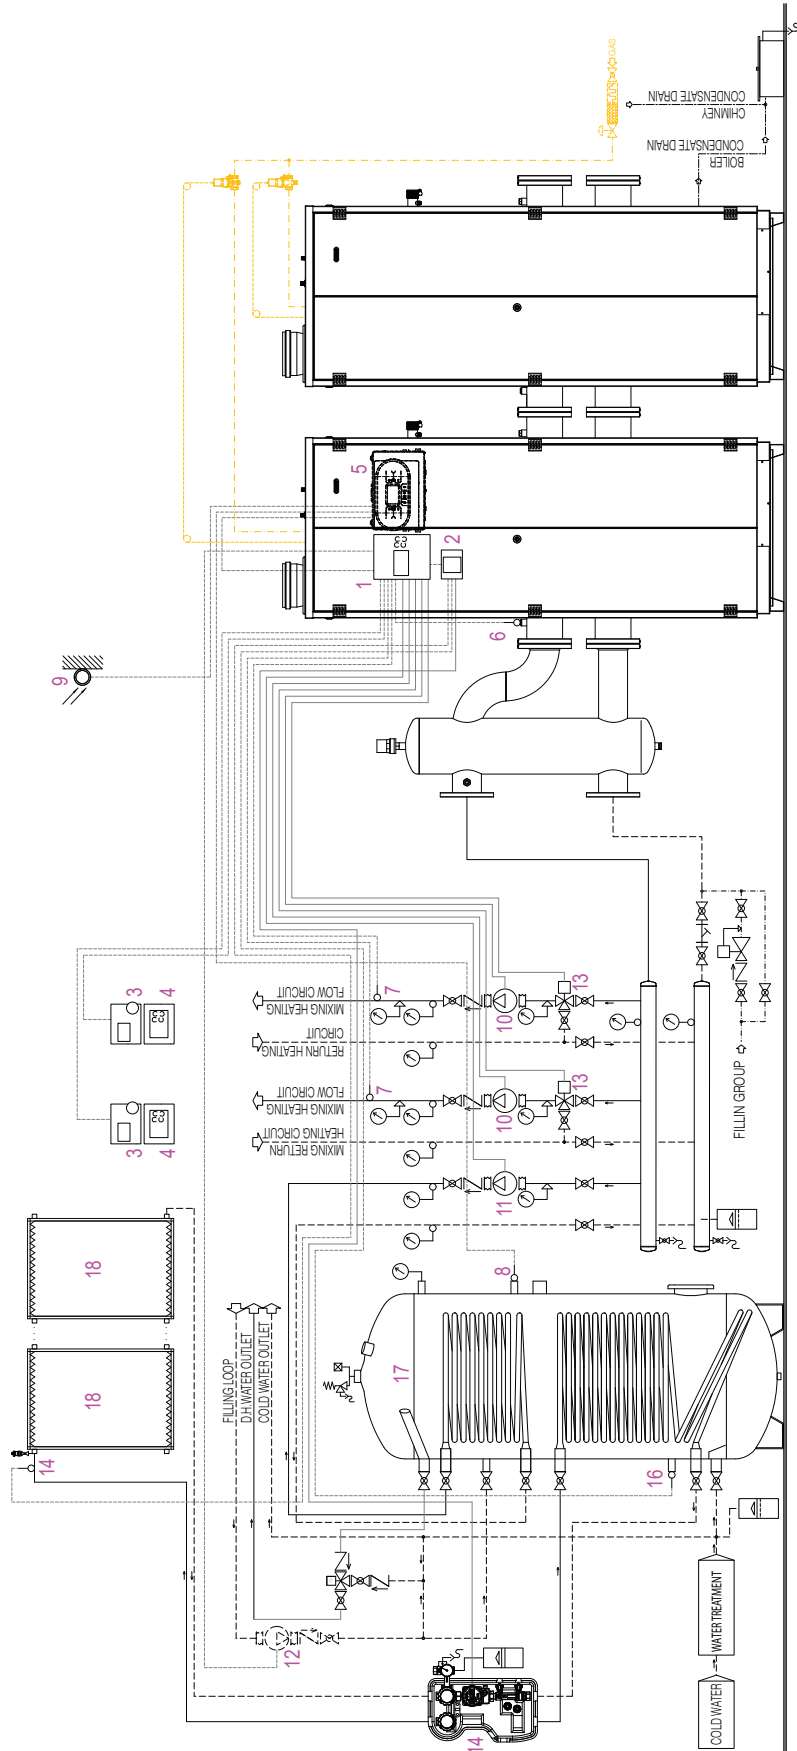 GAS
CHIMNEY
CONDENSATE DRAIN
BOILER
CONDENSATE DRAIN
5
1
2
6
9
3
4
3
4
MIXING HEATING
FLOW CIRCUIT
7
RETURN HEATING
CIRCUIT
MIXING HEATING
FLOW CIRCUIT
7
MIXING RETURN
HEATING CIRCUIT
10
13
10
13
11
FILLIN GROUP
18
18
14
FILLING LOOP
D.H.WATER OUTLET
COLD WATER OUTLET
8
17
16
12
14
WATER TREATMENT
COLD WATER